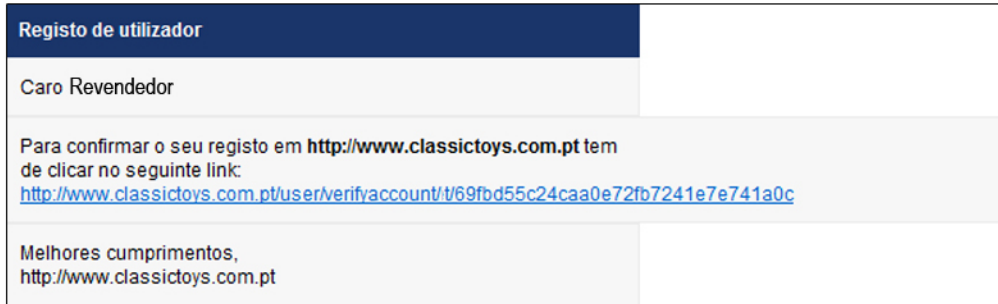 Registo de utilizador
Caro Revendedor
Para confirmar o seu registo em http://www.classictoys.com.pt tem
de clicar no seguinte link:
http://www.classictoys.com.pt/user/verifyaccount/t/69fbd55c24caa0e72fb7241e7e741a0c
Melhores cumprimentos,
http://www.classictoys.com.pt